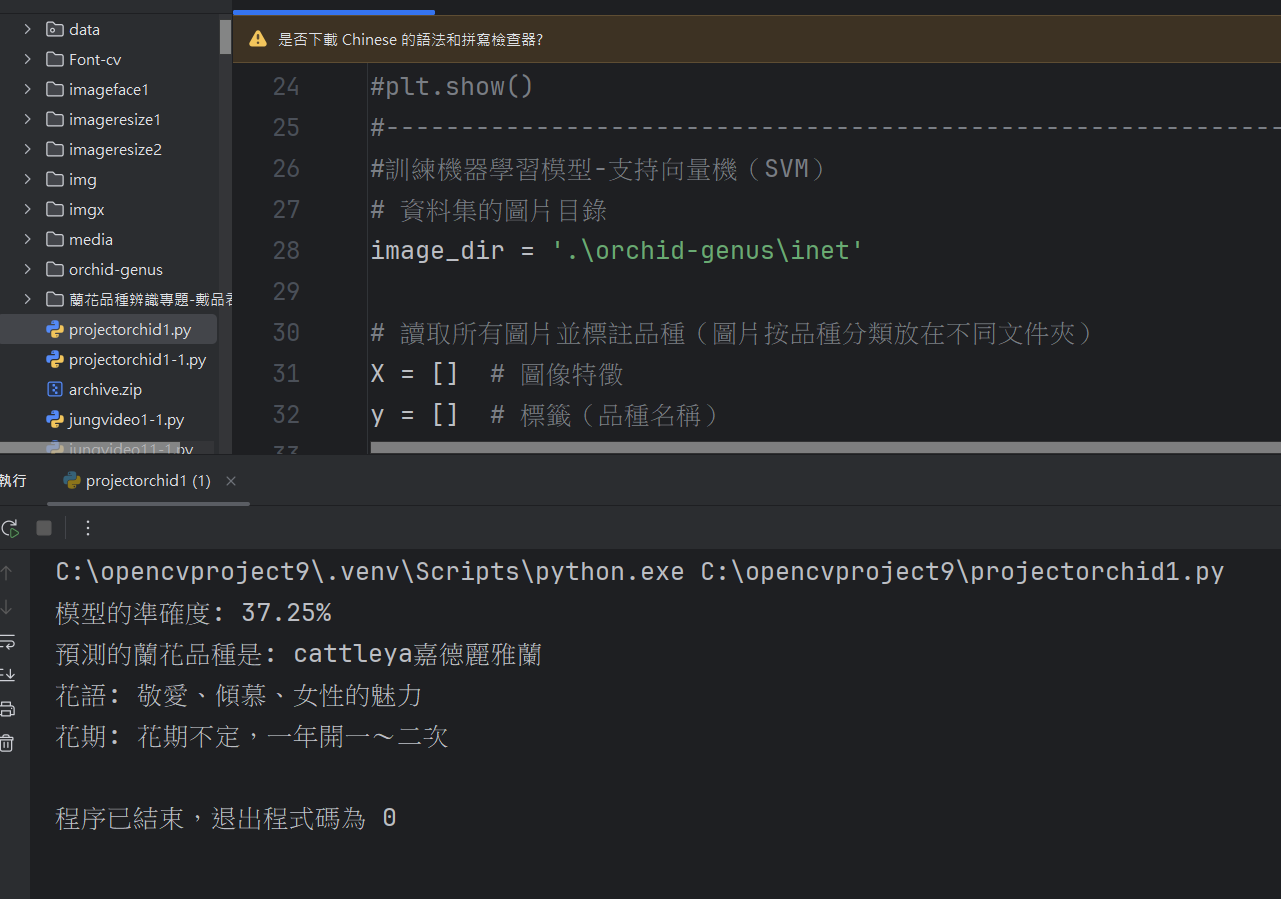 data
Font-cv
imageface1
imageresize1
imageresize2
img
imgx
media
orchid-genus
蘭花品種辨識專題-戴品君
projectorchid1.py
projectorchid1-1.py
archive.zip
jungvideo1-1.py
jungvideo11-1.py
是否下載 Chinese 的語法和拼寫檢查器?
24 #plt.show()
25 #------------------------------------------------------------
26 #訓練機器學習模型-支持向量機（SVM）
27 # 資料集的圖片目錄
28 image_dir = '.\orchid-genus\inet'
29
30 # 讀取所有圖片並標註品種（圖片按品種分類放在不同文件夾）
31 X = []  # 圖像特徵
32 y = []  # 標籤（品種名稱）
33
執行 projectorchid1 (1)
C:\opencvproject9\.venv\Scripts\python.exe C:\opencvproject9\projectorchid1.py
模型的準確度: 37.25%
預測的蘭花品種是: cattleya嘉德麗雅蘭
花語: 敬愛、傾慕、女性的魅力
花期: 花期不定，一年開一～二次
程序已結束，退出程式碼為 0